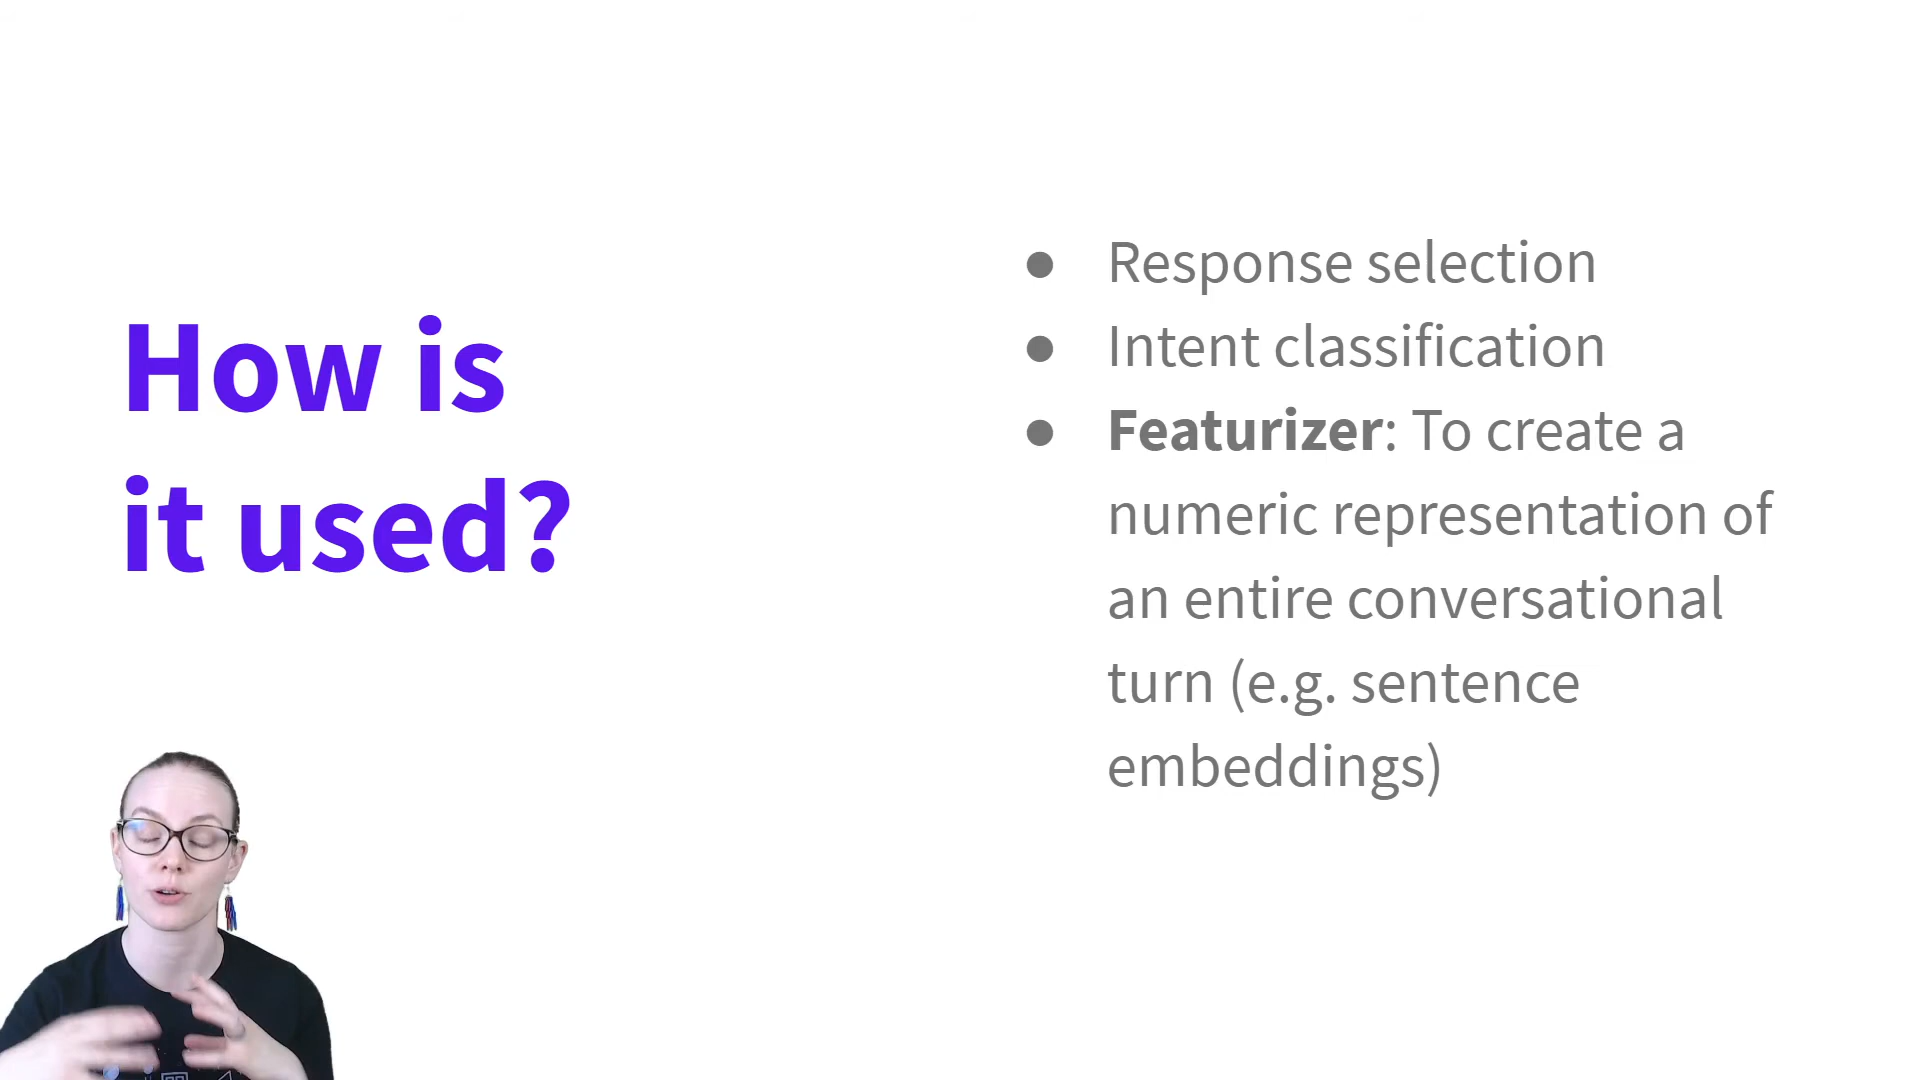 How is
it used?
● Response selection
● Intent classification
● Featurizer: To create a
numeric representation of
an entire conversational
turn (e.g. sentence
embeddings)